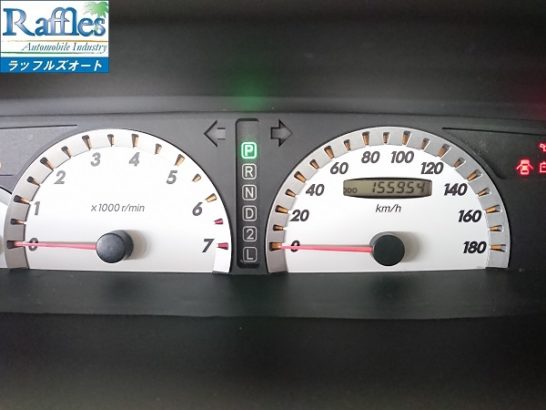 Raffles
Automobile Industry
ラッフルズオート
0 1 2 3 4 5 6 7
x1000 r/min
P
R
N
D
2
L
0 20 40 60 80 100 120 140 160 180
ODO 155954
km/h